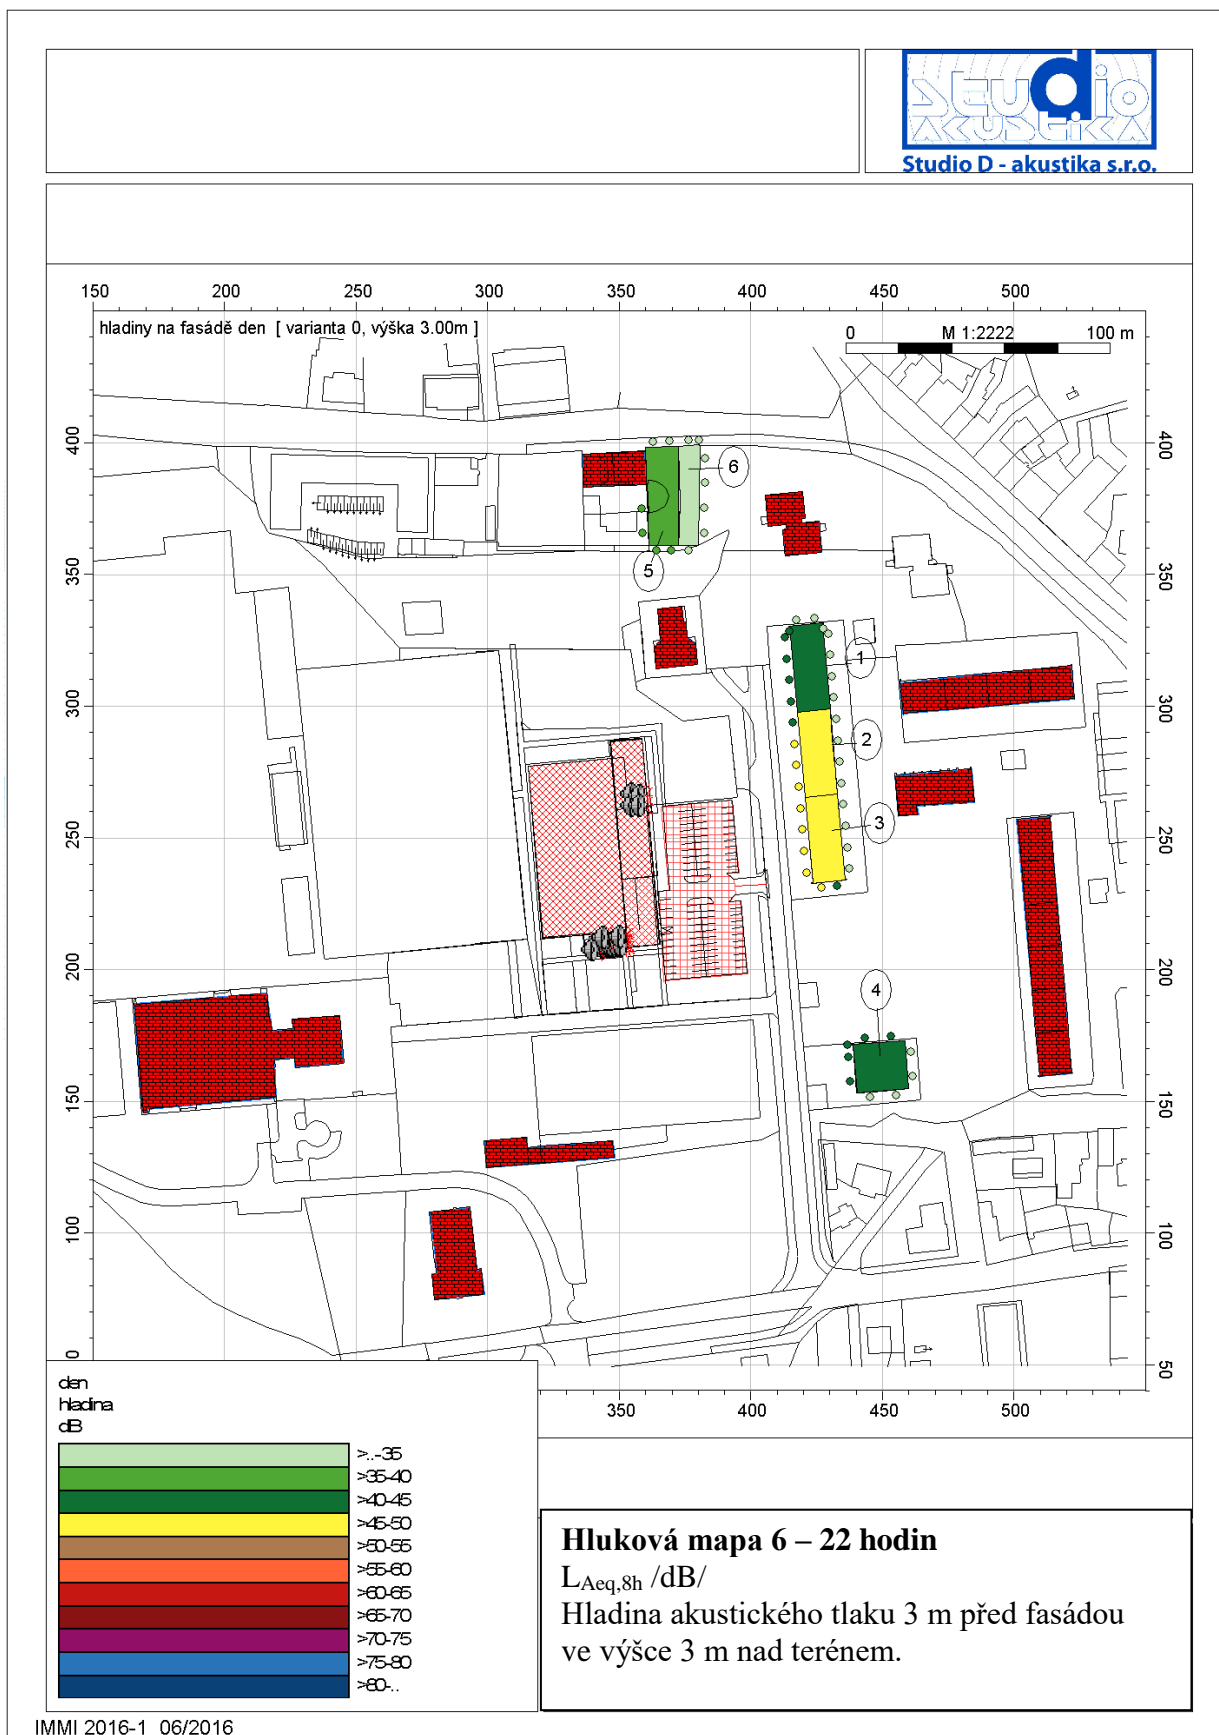 STUDIO
AKUSTIKA
Studio D - akustika s.r.o.
150 200 250 300 350 400 450 500
hladiny na fasádě den [ varianta 0, výška 3.00m ]
0 M 1:2222 100 m
400 400
6
5
350 350
1
300 300
2
3
250 250
200 200
4
150 150
100 100
0 50
350 400 450 500
den
hladina
dB
>..-35
>35-40
>40-45
>45-50
>50-55
>55-60
>60-65
>65-70
>70-75
>75-80
>80-..
Hluková mapa 6 – 22 hodin
LAeq,8h /dB/
Hladina akustického tlaku 3 m před fasádou
ve výšce 3 m nad terénem.
IMMI 2016-1 06/2016